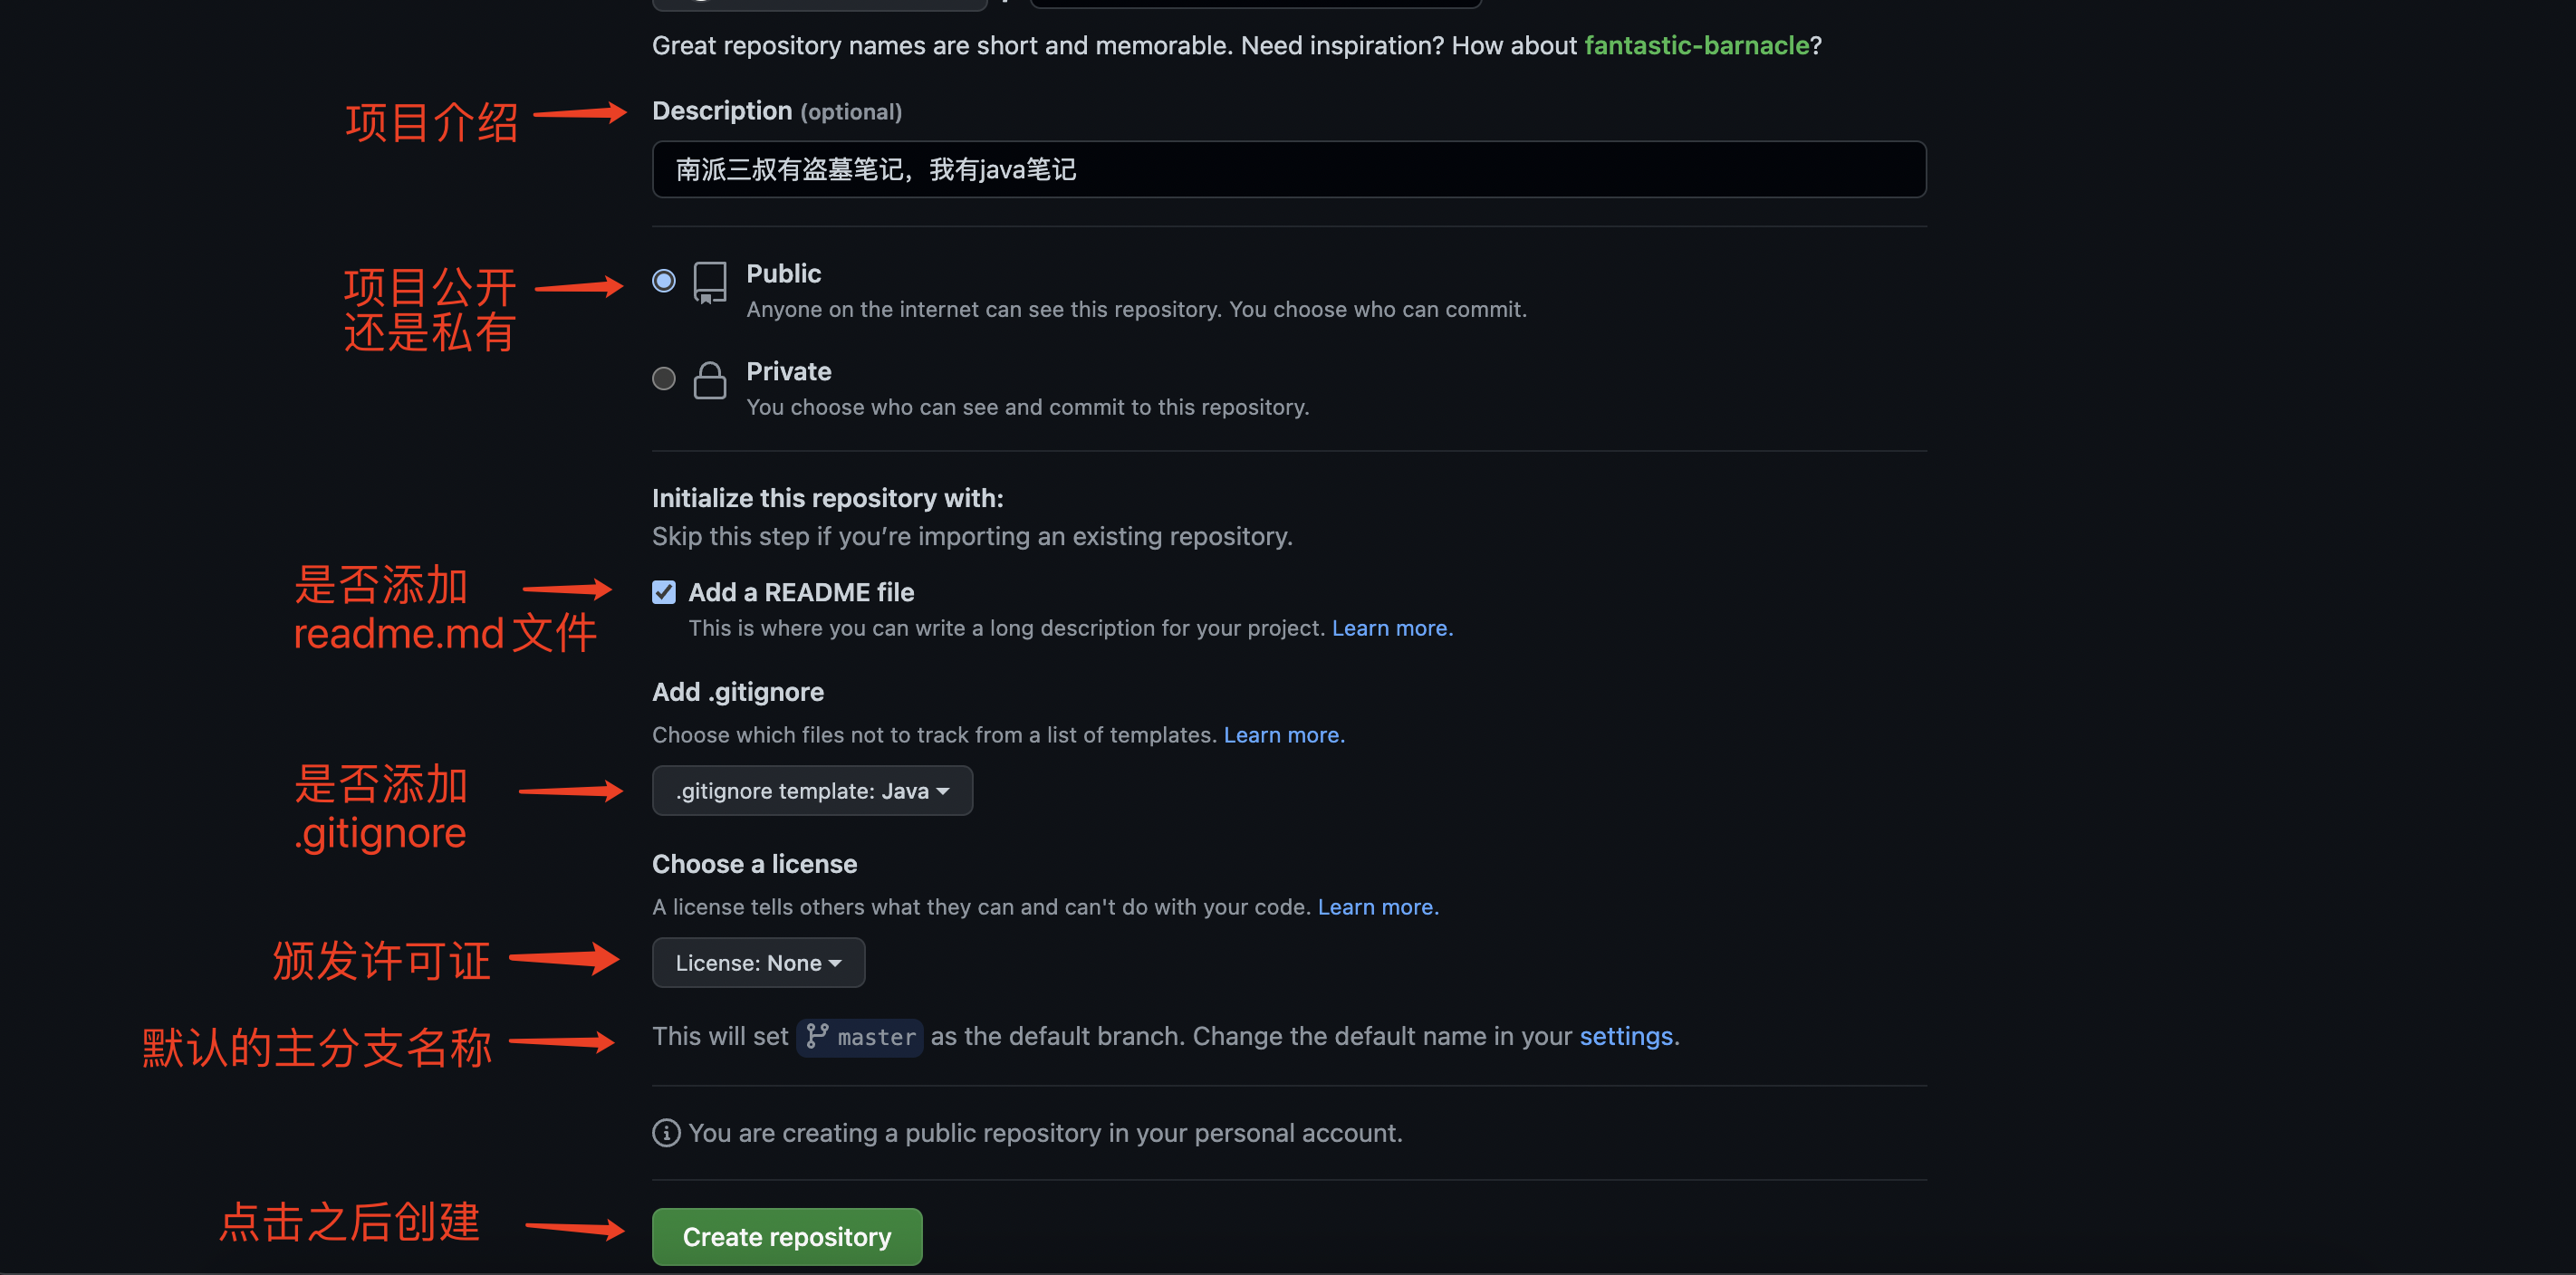 Great repository names are short and memorable. Need inspiration? How about fantastic-barnacle?
项目介绍
Description (optional)
南派三叔有盗墓笔记，我有java笔记
项目公开
还是私有
Public
Anyone on the internet can see this repository. You choose who can commit.
Private
You choose who can see and commit to this repository.
Initialize this repository with:
Skip this step if you’re importing an existing repository.
是否添加
readme.md文件
Add a README file
This is where you can write a long description for your project. Learn more.
Add .gitignore
Choose which files not to track from a list of templates. Learn more.
是否添加
.gitignore
.gitignore template: Java
Choose a license
A license tells others what they can and can't do with your code. Learn more.
颁发许可证
License: None
默认的主分支名称
This will set master as the default branch. Change the default name in your settings.
You are creating a public repository in your personal account.
点击之后创建
Create repository